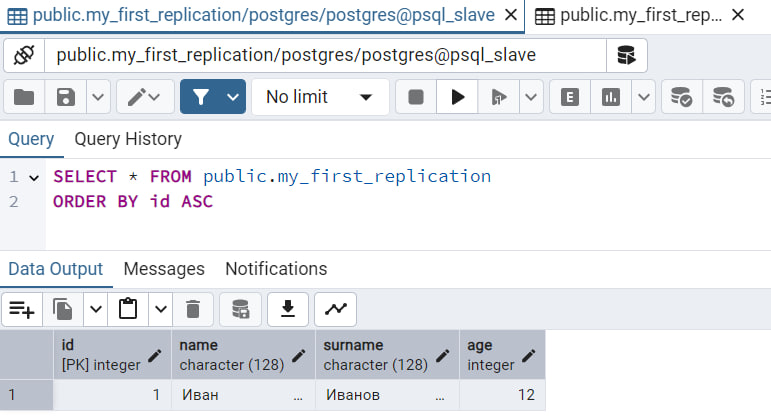 public.my_first_replication/postgres/postgres@psql_slave
public.my_first_rep...
public.my_first_replication/postgres/postgres@psql_slave
No limit
E
Query Query History
1 SELECT * FROM public.my_first_replication
2 ORDER BY id ASC
Data Output Messages Notifications
id name surname age
[PK] integer character (128) character (128) integer
1 1 Иван ... Иванов ... 12